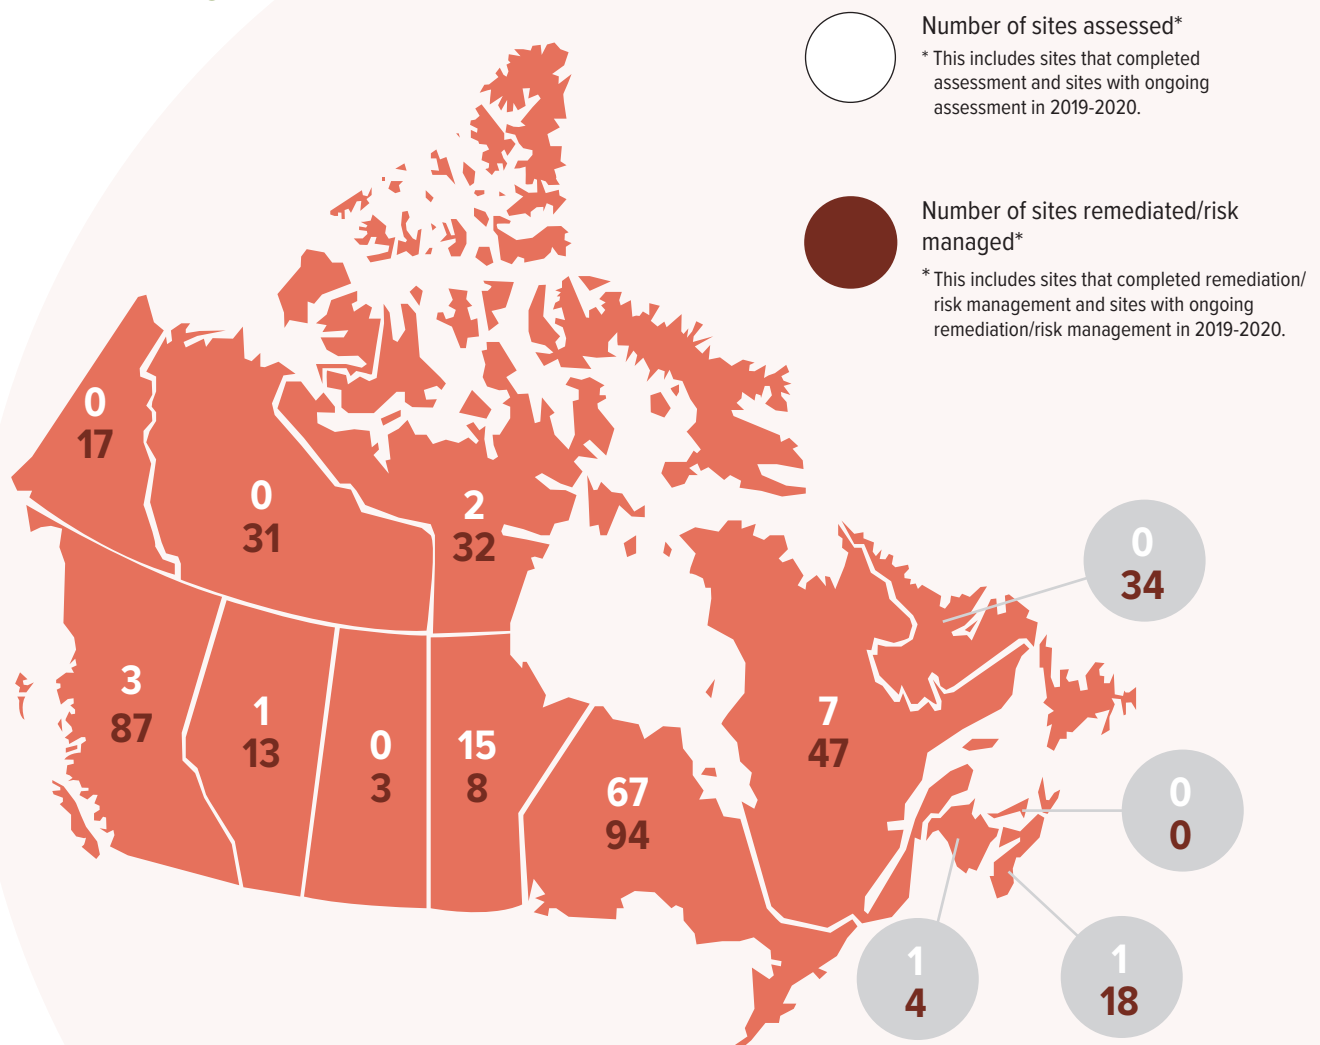 Number of sites assessed*
* This includes sites that completed
assessment and sites with ongoing
assessment in 2019-2020.
Number of sites remediated/risk
managed*
* This includes sites that completed remediation/
risk management and sites with ongoing
remediation/risk management in 2019-2020.
0
17
0
31
2
32
0
34
3
87
1
13
0
3
15
8
67
94
7
47
0
0
1
4
1
18